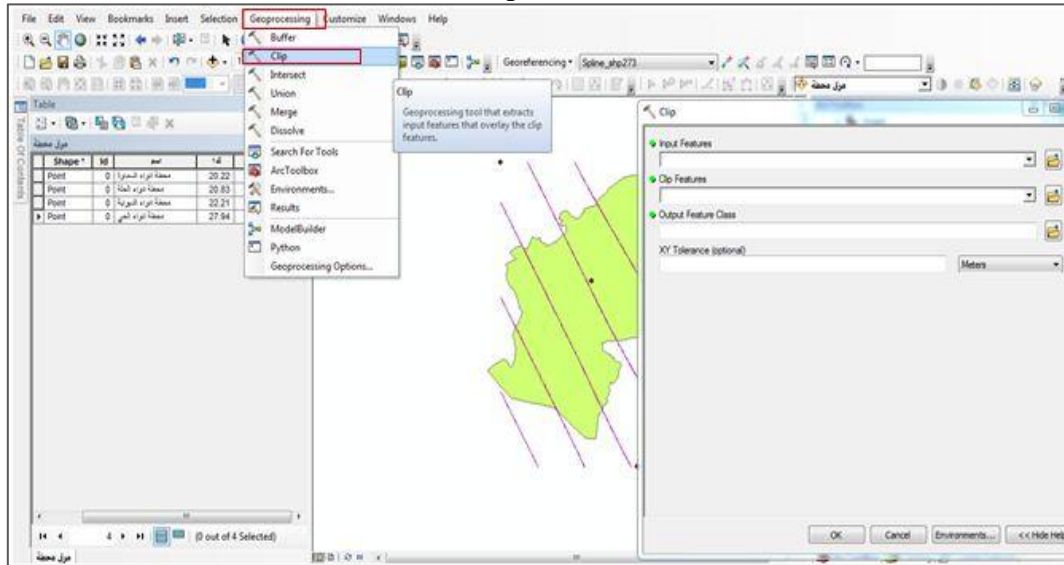 File Edit View Bookmarks Insert Selection Geoprocessing Customize Windows Help
Buffer
Clip
Intersect
Union
Merge
Dissolve
Search For Tools
ArcToolbox
Environments...
Results
ModelBuilder
Python
Geoprocessing Options...
Clip
Geoprocessing tool that extracts
input features that overlay the clip
features.
Georeferencing
Spline_shp273
Table Of Contents
Table
Shape * Id
Point 0 20.22
Point 0 20.83
Point 0 22.21
Point 0 27.94
4
(0 out of 4 Selected)
Clip
Input Features
Clip Features
Output Feature Class
XY Tolerance (optional)
Meters
OK Cancel Environments... << Hide Help